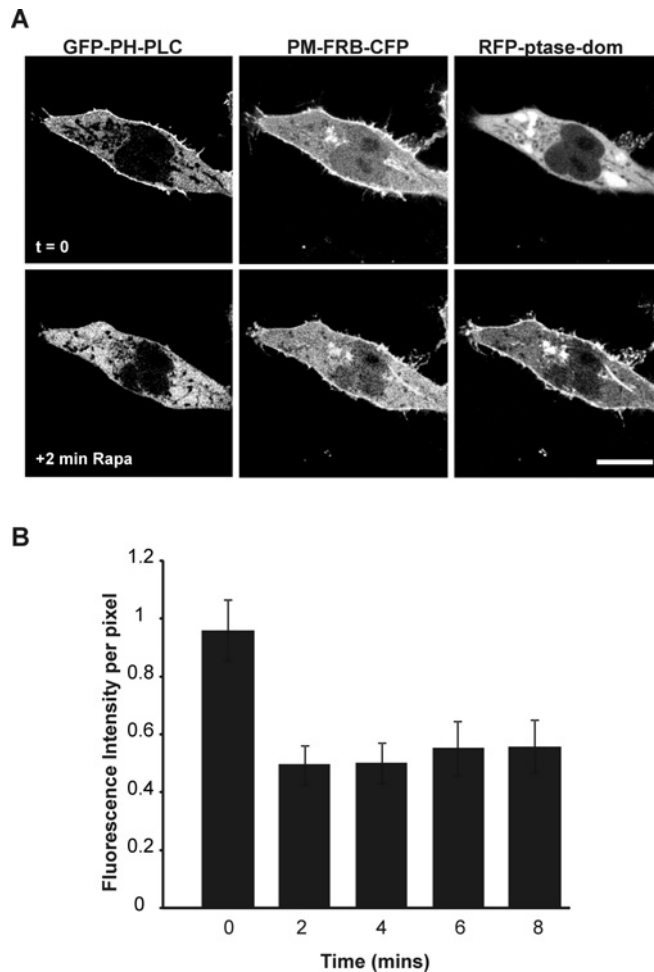 A
GFP-PH-PLC PM-FRB-CFP RFP-ptase-dom
t = 0
+2 min Rapa
B
1.2
1
0.8
0.6
0.4
0.2
0
Fluorescence Intensity per pixel
0 2 4 6 8
Time (mins)